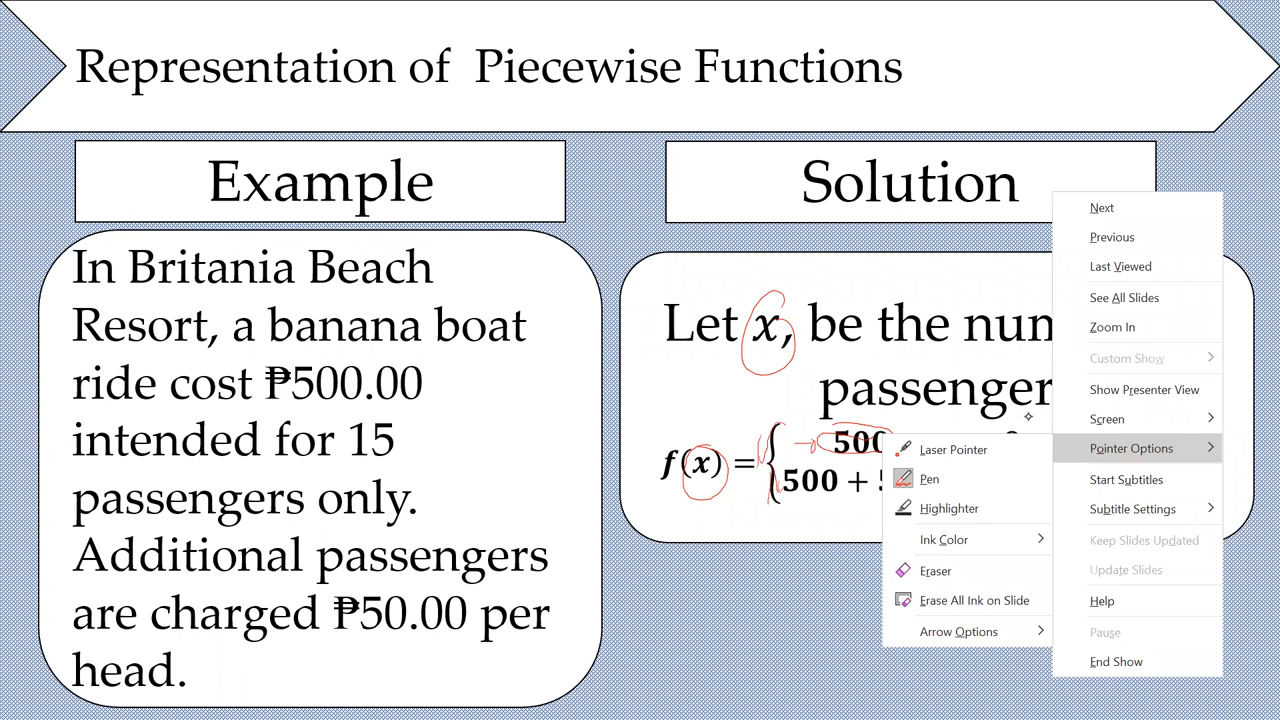 Representation of Piecewise Functions
Example
In Britania Beach
Resort, a banana boat
ride cost ₱500.00
intended for 15
passengers only.
Additional passengers
are charged ₱50.00 per
head.
Solution
Let x, be the num
passenger
f(x) = { 500
500 +
Next
Previous
Last Viewed
See All Slides
Zoom In
Custom Show
Show Presenter View
Screen
Pointer Options
Start Subtitles
Subtitle Settings
Keep Slides Updated
Update Slides
Help
Pause
End Show
Laser Pointer
Pen
Highlighter
Ink Color
Eraser
Erase All Ink on Slide
Arrow Options